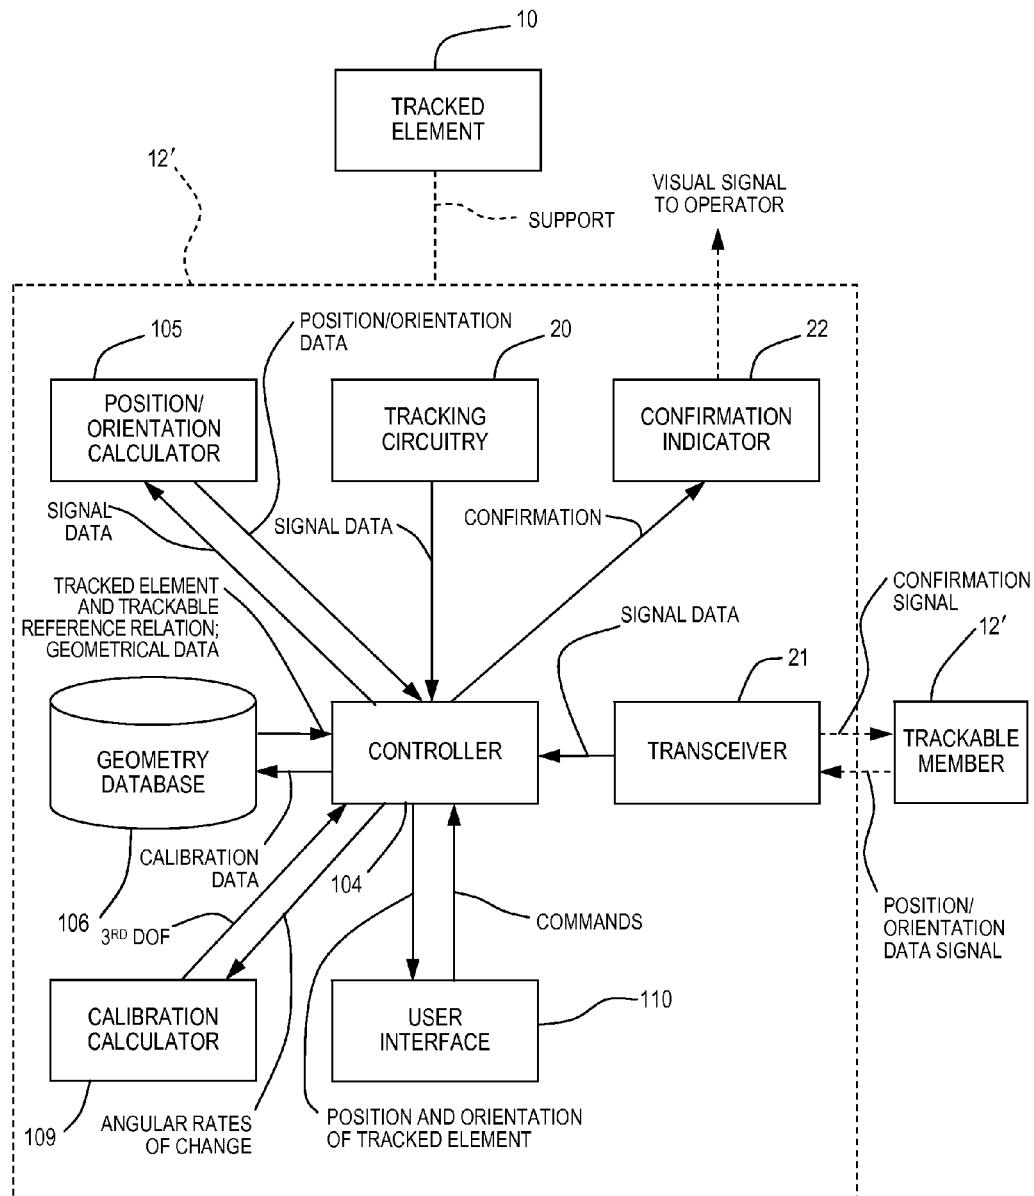 10
TRACKED
ELEMENT
12'
SUPPORT
VISUAL SIGNAL
TO OPERATOR
105
POSITION/ORIENTATION
DATA
20
22
POSITION/
ORIENTATION
CALCULATOR
TRACKING
CIRCUITRY
CONFIRMATION
INDICATOR
SIGNAL
DATA
SIGNAL DATA
CONFIRMATION
TRACKED ELEMENT
AND TRACKABLE
REFERENCE RELATION;
GEOMETRICAL DATA
SIGNAL DATA
CONFIRMATION
SIGNAL
21
12'
GEOMETRY
DATABASE
CONTROLLER
TRANSCEIVER
TRACKABLE
MEMBER
CALIBRATION
DATA
104
106
3RD DOF
COMMANDS
POSITION/
ORIENTATION
DATA SIGNAL
CALIBRATION
CALCULATOR
USER
INTERFACE
110
109
ANGULAR RATES
OF CHANGE
POSITION AND ORIENTATION
OF TRACKED ELEMENT